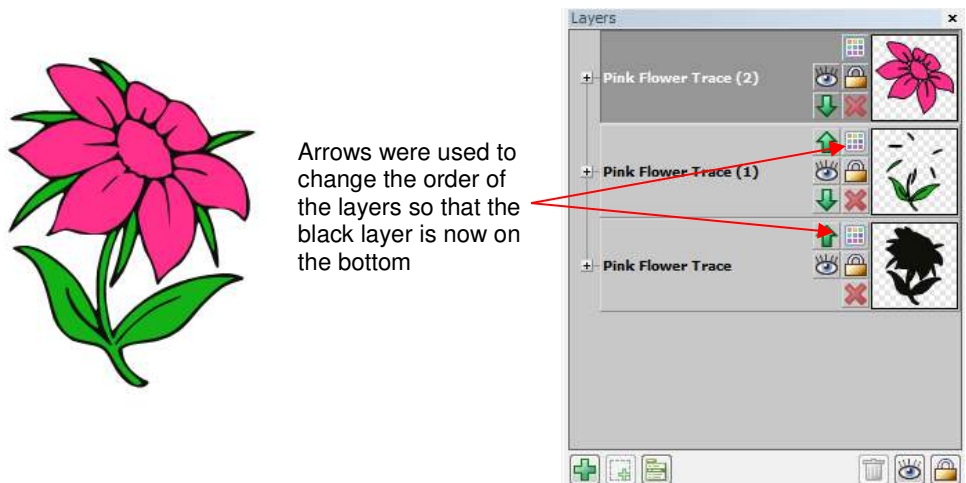 Layers
Pink Flower Trace (2)
Arrows were used to
change the order of
the layers so that the
black layer is now on
the bottom
Pink Flower Trace (1)
Pink Flower Trace